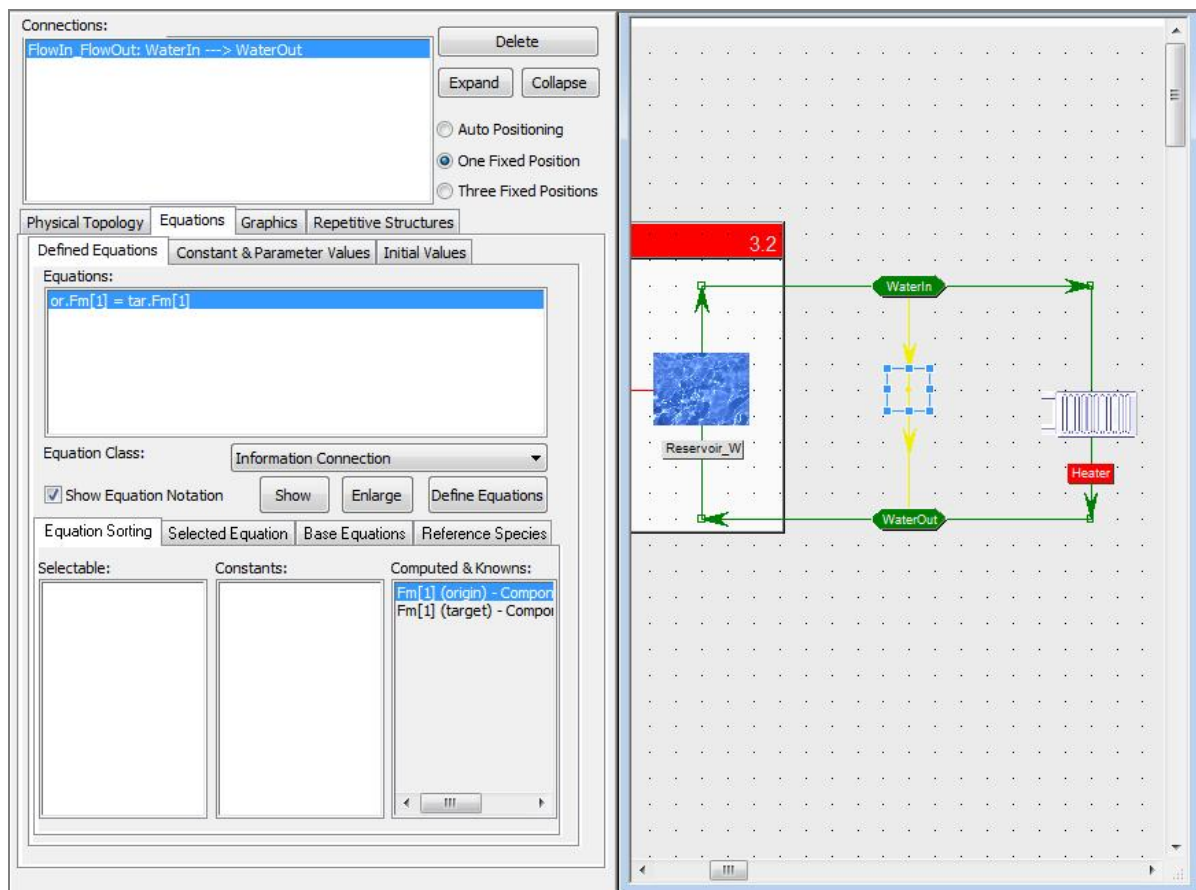 Connections:
FlowIn_FlowOut: WaterIn ---> WaterOut
Delete
Expand
Collapse
Auto Positioning
One Fixed Position
Three Fixed Positions
Physical Topology
Equations
Graphics
Repetitive Structures
Defined Equations
Constant & Parameter Values
Initial Values
Equations:
or.Fm[1] = tar.Fm[1]
Equation Class:
Information Connection
Show Equation Notation
Show
Enlarge
Define Equations
Equation Sorting
Selected Equation
Base Equations
Reference Species
Selectable:
Constants:
Computed & Knowns:
Fm[1] (origin) - Compon
Fm[1] (target) - Compo
3.2
WaterIn
Reservoir_W
Heater
WaterOut